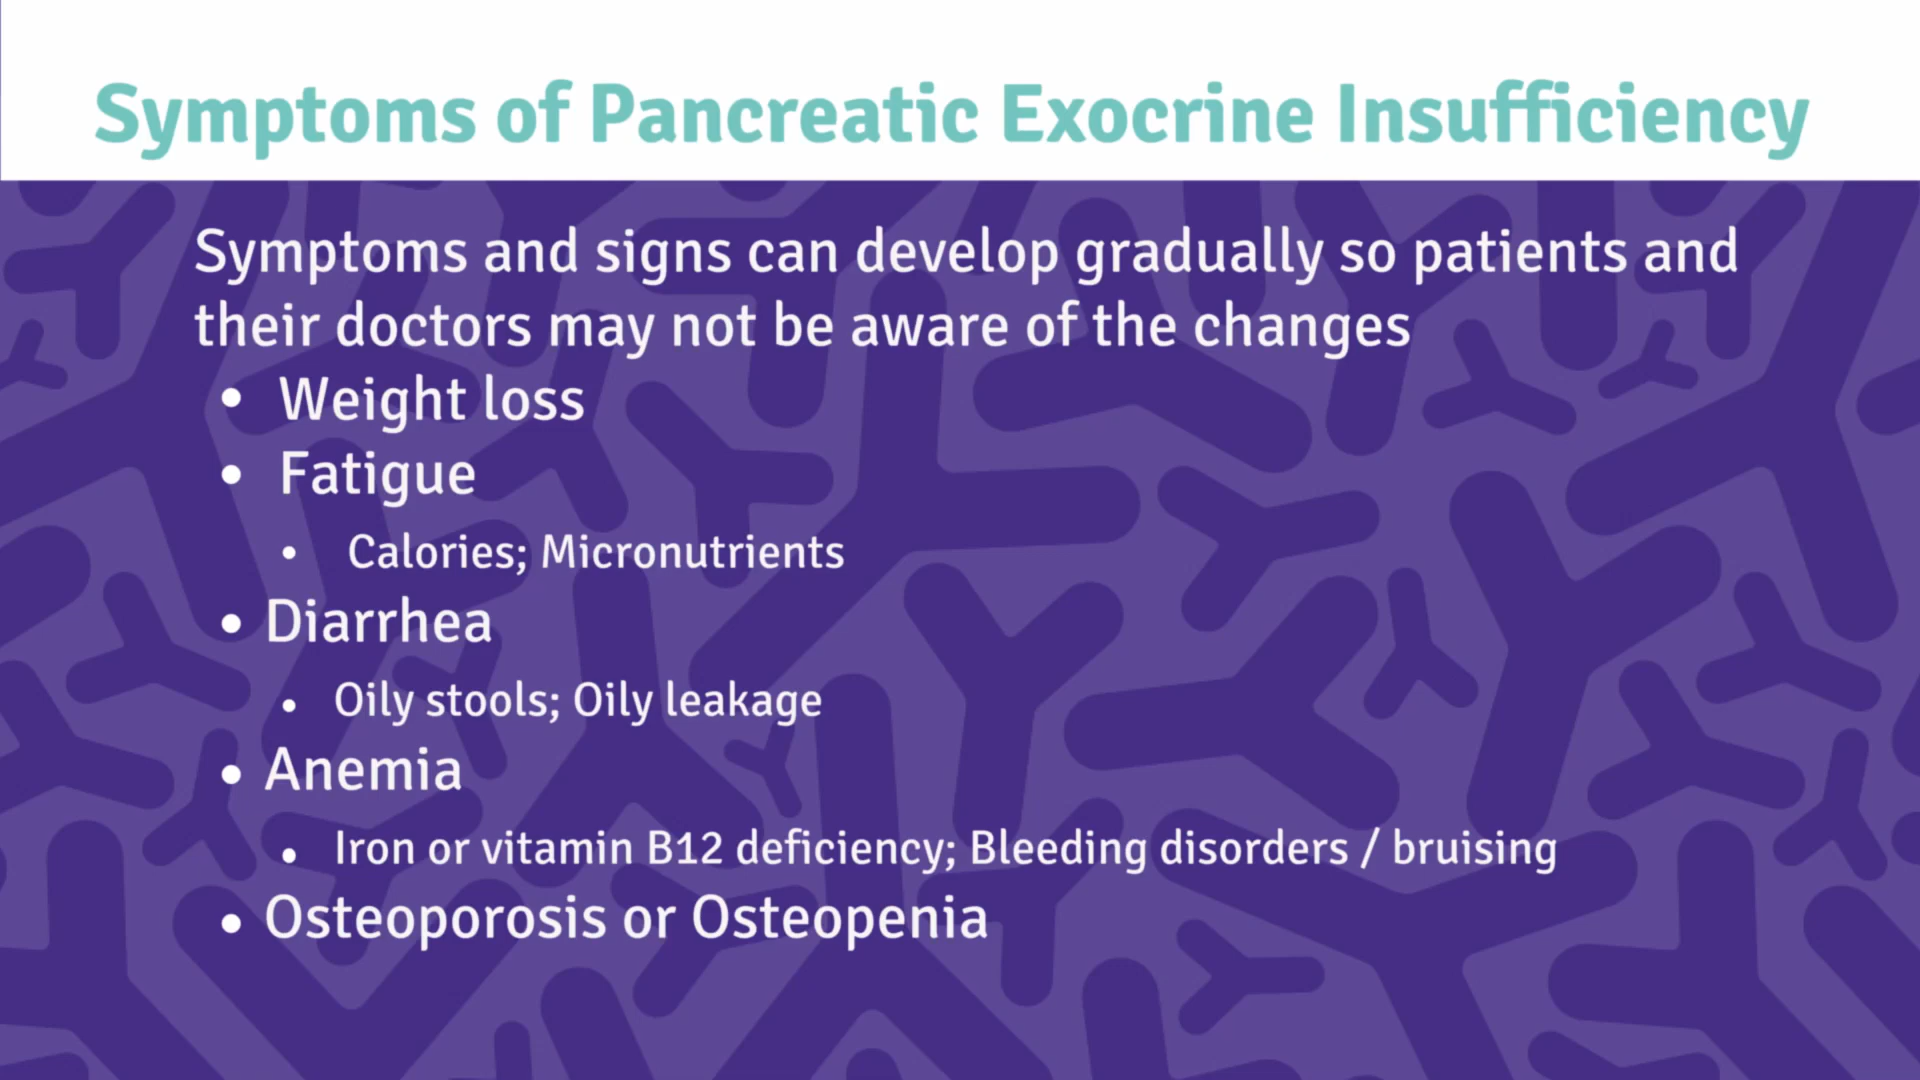 Symptoms of Pancreatic Exocrine Insufficiency
Symptoms and signs can develop gradually so patients and
their doctors may not be aware of the changes
• Weight loss
• Fatigue
• Calories; Micronutrients
• Diarrhea
• Oily stools; Oily leakage
• Anemia
• Iron or vitamin B12 deficiency; Bleeding disorders / bruising
• Osteoporosis or Osteopenia